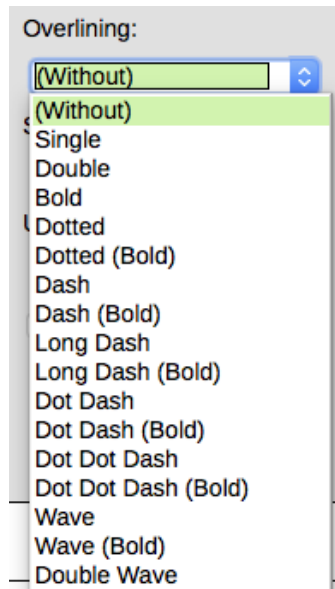 Overlining:
(Without)
(Without)
Single
Double
Bold
Dotted
Dotted (Bold)
Dash
Dash (Bold)
Long Dash
Long Dash (Bold)
Dot Dash
Dot Dash (Bold)
Dot Dot Dash
Dot Dot Dash (Bold)
Wave
Wave (Bold)
Double Wave